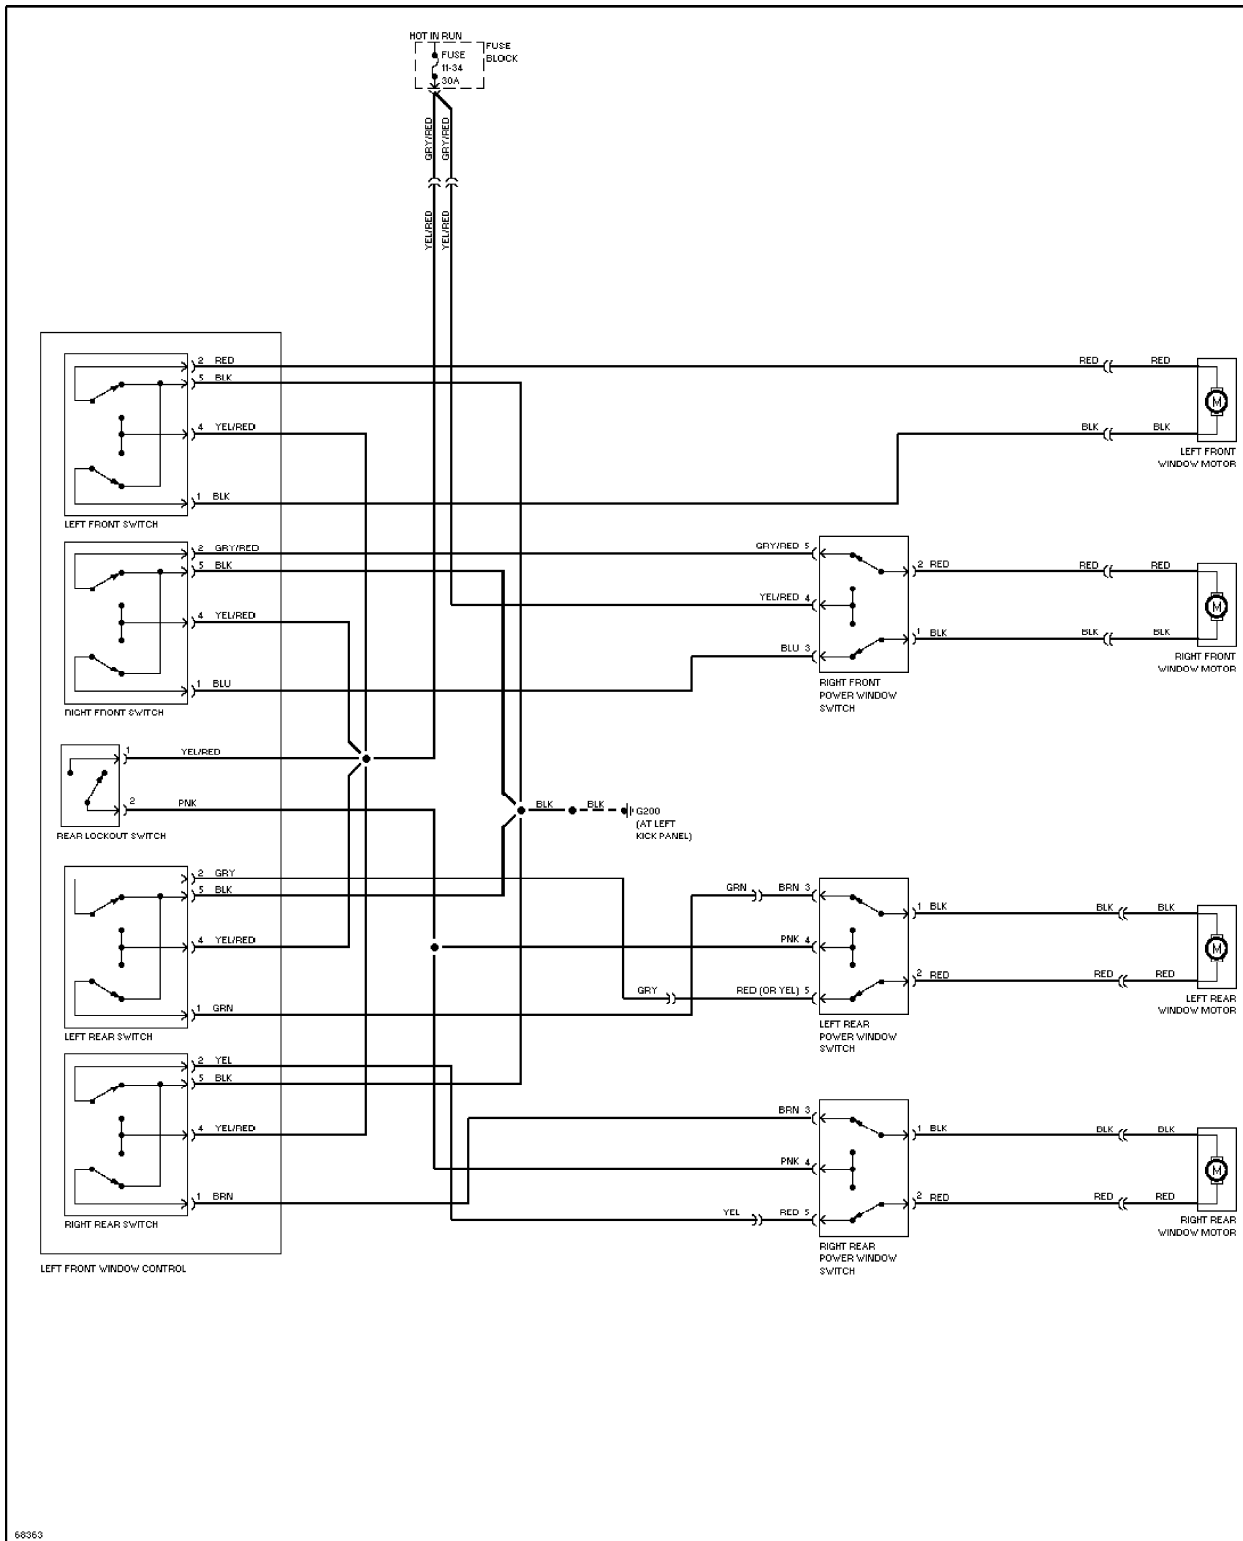 HOT IN RUN
FUSE
11-34
30A
FUSE
BLOCK
GRY/RED
GRY/RED
YEL/RED
YEL/RED
2 RED
5 BLK
4 YEL/RED
1 BLK
LEFT FRONT SWITCH
RED
RED
BLK
BLK
M
LEFT FRONT
WINDOW MOTOR
2 GRY/RED
5 BLK
4 YEL/RED
1 BLU
RIGHT FRONT SWITCH
GRY/RED 5
YEL/RED 4
BLU 3
2 RED
1 BLK
RIGHT FRONT
POWER WINDOW
SWITCH
RED
RED
BLK
BLK
M
RIGHT FRONT
WINDOW MOTOR
1
YEL/RED
2
PNK
REAR LOCKOUT SWITCH
BLK
BLK
G200
(AT LEFT
KICK PANEL)
2 GRY
5 BLK
4 YEL/RED
1 GRN
LEFT REAR SWITCH
GRN
BRN 3
PNK 4
GRY
RED (OR YEL) 5
1 BLK
2 RED
LEFT REAR
POWER WINDOW
SWITCH
BLK
BLK
RED
RED
M
LEFT REAR
WINDOW MOTOR
2 YEL
5 BLK
4 YEL/RED
1 BRN
RIGHT REAR SWITCH
LEFT FRONT WINDOW CONTROL
BRN 3
PNK 4
YEL
RED 5
1 BLK
2 RED
RIGHT REAR
POWER WINDOW
SWITCH
BLK
BLK
RED
RED
M
RIGHT REAR
WINDOW MOTOR
68363